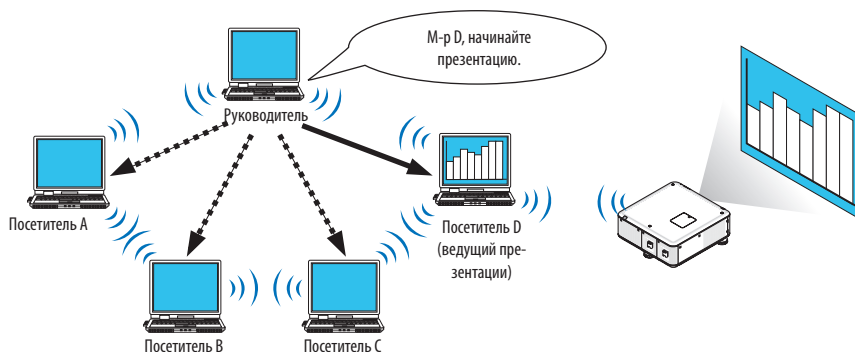 М-р D, начинайте
презентацию.
Руководитель
Посетитель A
Посетитель D
(ведущий пре-
зентации)
Посетитель B
Посетитель C